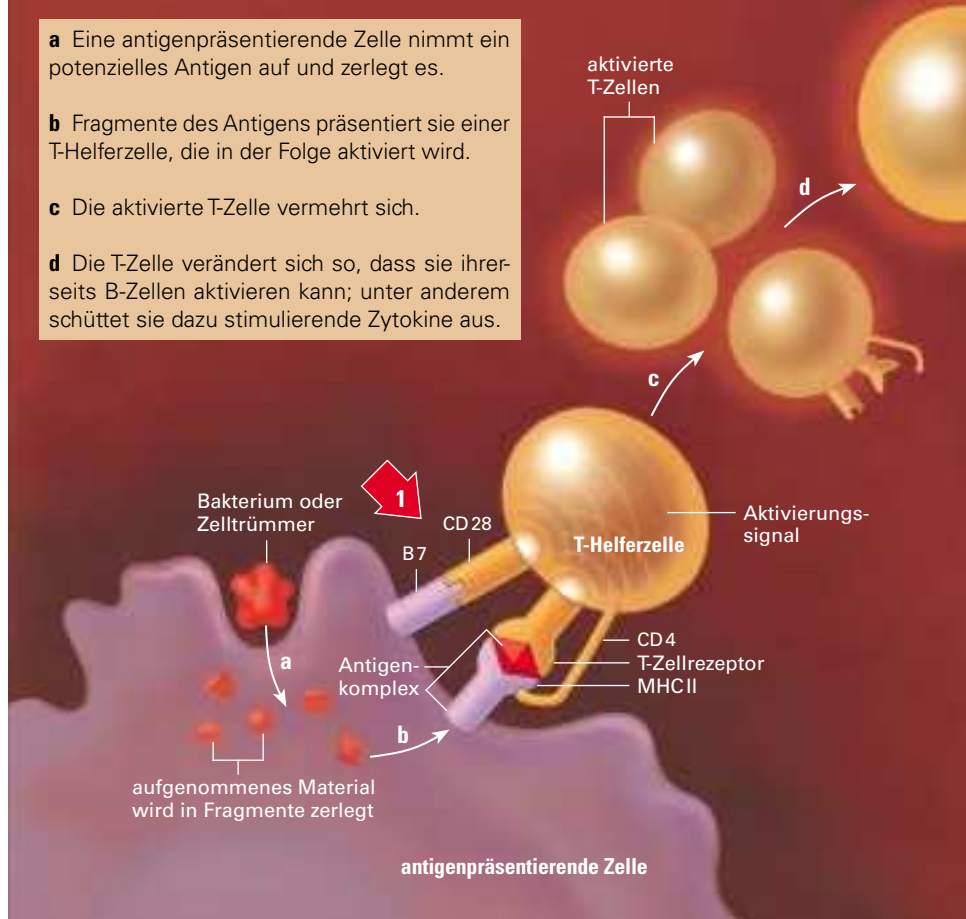 a Eine antigenpräsentierende Zelle nimmt ein
potenzielles Antigen auf und zerlegt es.
b Fragmente des Antigens präsentiert sie einer
T-Helferzelle, die in der Folge aktiviert wird.
c Die aktivierte T-Zelle vermehrt sich.
d Die T-Zelle verändert sich so, dass sie ihrer-
seits B-Zellen aktivieren kann; unter anderem
schüttet sie dazu stimulierende Zytokine aus.
aktivierte
T-Zellen
d
c
1
Bakterium oder
Zelltrümmer
CD 28
B 7
T-Helferzelle
Aktivierungs-
signal
a
Antigen-
komplex
CD 4
T-Zellrezeptor
MHC II
b
aufgenommenes Material
wird in Fragmente zerlegt
antigenpräsentierende Zelle